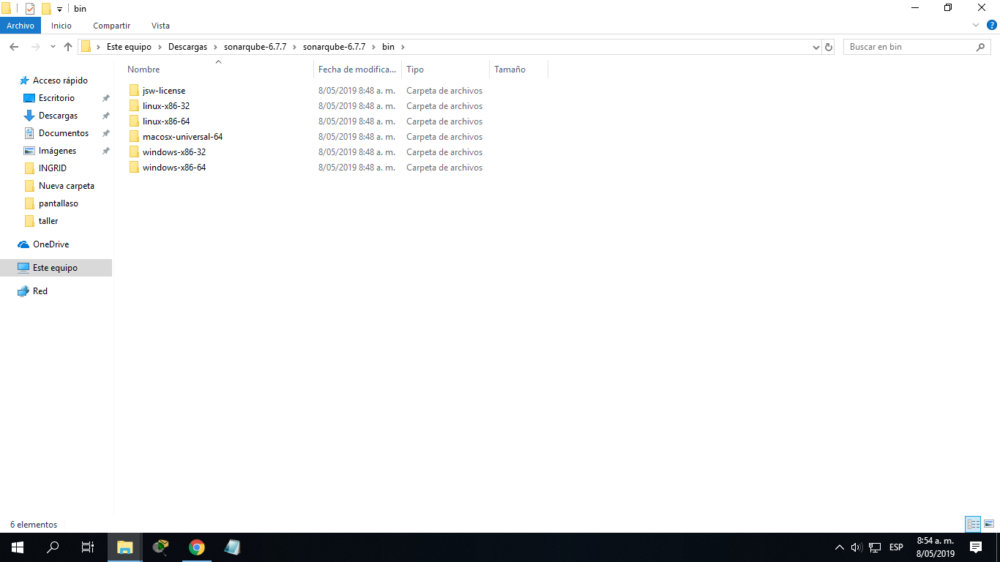 bin
Archivo Inicio Compartir Vista
Este equipo Descargas sonarqube-6.7.7 sonarqube-6.7.7 bin Buscar en bin
Nombre Fecha de modifica... Tipo Tamaño
Acceso rápido
Escritorio
Descargas
Documentos
Imágenes
INGRID
Nueva carpeta
pantallaso
taller
OneDrive
Este equipo
Red
jsw-license 8/05/2019 8:48 a. m. Carpeta de archivos
linux-x86-32 8/05/2019 8:48 a. m. Carpeta de archivos
linux-x86-64 8/05/2019 8:48 a. m. Carpeta de archivos
macosx-universal-64 8/05/2019 8:48 a. m. Carpeta de archivos
windows-x86-32 8/05/2019 8:48 a. m. Carpeta de archivos
windows-x86-64 8/05/2019 8:48 a. m. Carpeta de archivos
6 elementos
ESP
8:54 a. m.
8/05/2019